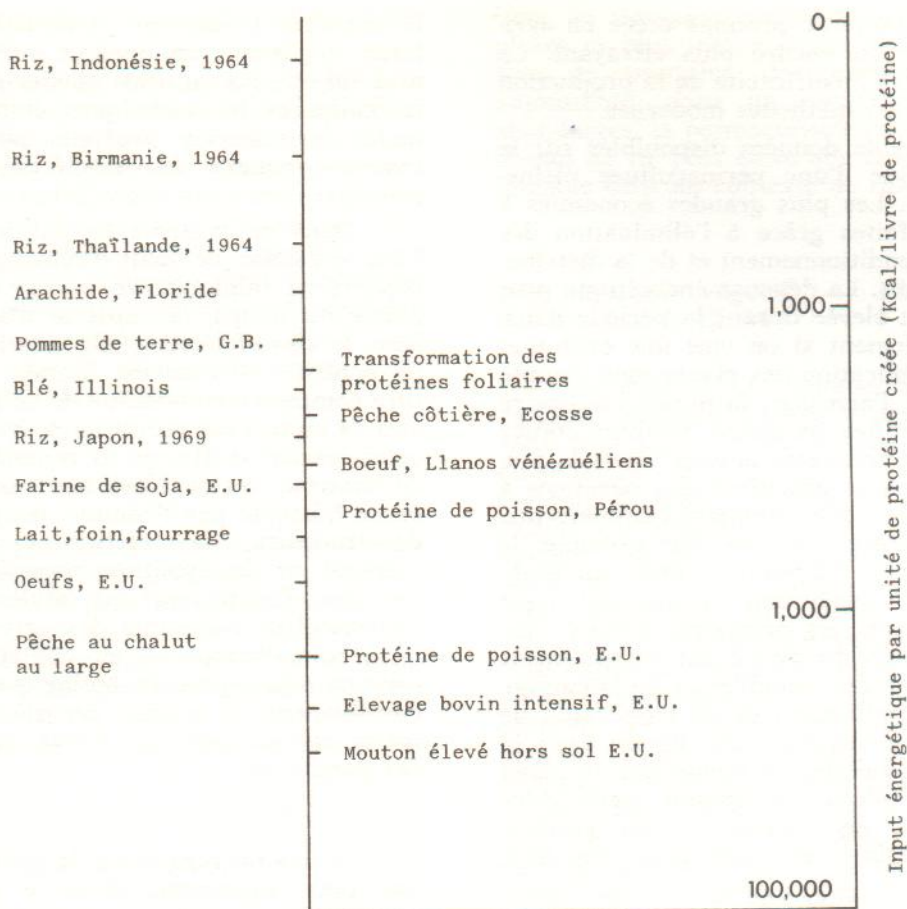 Riz, Indonésie, 1964
Riz, Birmanie, 1964
Riz, Thaîlande, 1964
Arachide, Floride
Pommes de terre, G.B.
Blé, Illinois
Riz, Japon, 1969
Farine de soja, E.U.
Lait,foin,fourrage
Oeufs, E.U.
Pêche au chalut
au large
Transformation des
protéines foliaires
Pêche côtière, Ecosse
Boeuf, Llanos vénézuéliens
Protéine de poisson, Pérou
Protéine de poisson, E.U.
Elevage bovin intensif, E.U.
Mouton élevé hors sol E.U.
0
1,000
1,000
100,000
Input énergétique par unité de protéine créée (Kcal/livre de protéine)